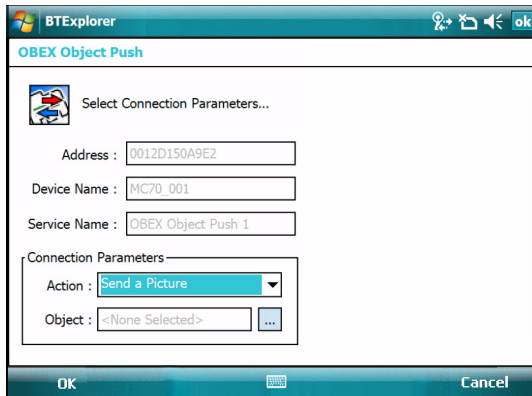 BTExplorer ok
OBEX Object Push
Select Connection Parameters...
Address : 0012D150A9E2
Device Name : MC70_001
Service Name : OBEX Object Push 1
Connection Parameters
Action : Send a Picture
Object : <None Selected> ...
OK Cancel